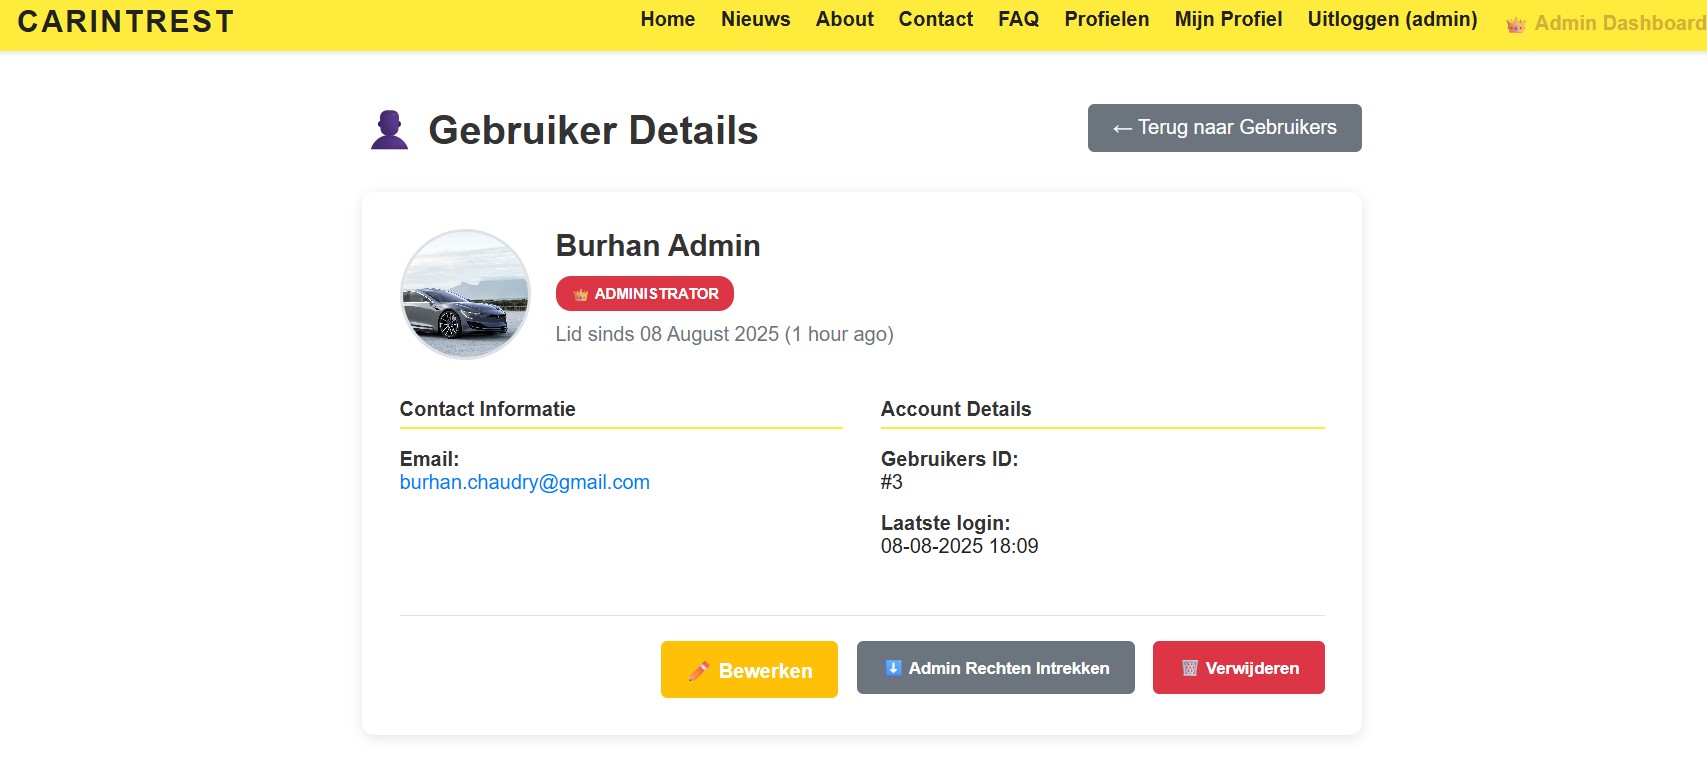 CARINTREST
Home Nieuws About Contact FAQ Profielen Mijn Profiel Uitloggen (admin) Admin Dashboard
Gebruiker Details
← Terug naar Gebruikers
Burhan Admin
ADMINISTRATOR
Lid sinds 08 August 2025 (1 hour ago)
Contact Informatie
Email:
burhan.chaudry@gmail.com
Account Details
Gebruikers ID:
#3
Laatste login:
08-08-2025 18:09
Bewerken
Admin Rechten Intrekken
Verwijderen